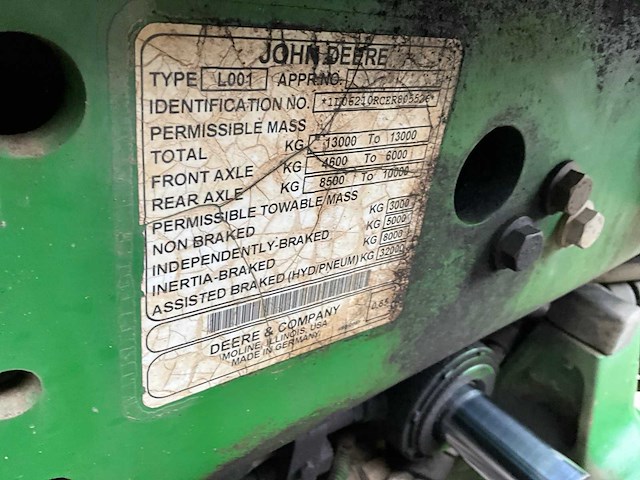 JOHN DEERE
TYPE L001 APPR.NO.
IDENTIFICATION NO.
PERMISSIBLE MASS
TOTAL KG 13000 To 13000
FRONT AXLE KG 4600 To 6000
REAR AXLE KG 8500 To 10000
PERMISSIBLE TOWABLE MASS
NON BRAKED KG 3000
INDEPENDENTLY-BRAKED KG 5000
INERTIA-BRAKED KG 8000
ASSISTED BRAKED (HYD/PNEUM) KG 32000
DEERE & COMPANY
MOLINE, ILLINOIS, USA
MADE IN GERMANY